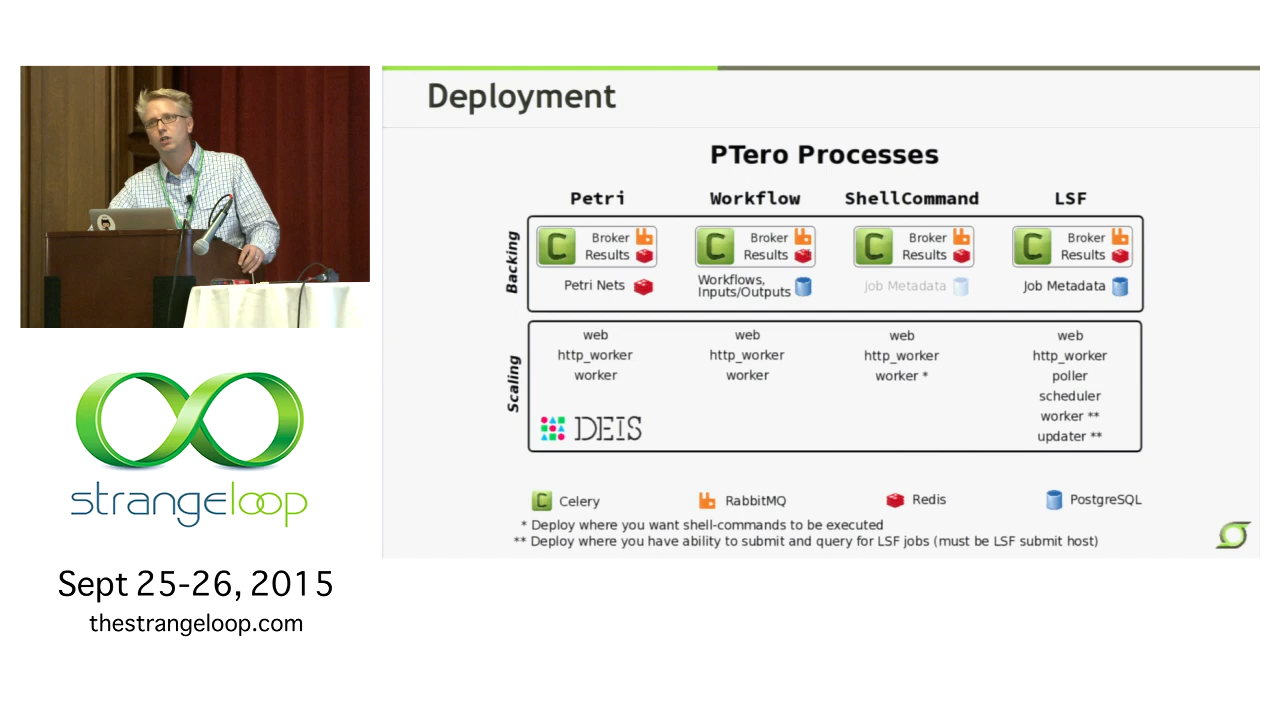 Deployment
PTero Processes
Petri Workflow ShellCommand LSF
Backing
C Broker C Broker C Broker C Broker
Results Results Results Results
Petri Nets Workflows, Inputs/Outputs Job Metadata Job Metadata
Scaling
web web web web
http_worker http_worker http_worker http_worker
worker worker worker * poller
scheduler
worker **
DEIS updater **
C Celery RabbitMQ Redis PostgreSQL
* Deploy where you want shell-commands to be executed
** Deploy where you have ability to submit and query for LSF jobs (must be LSF submit host)
strangeloop
Sept 25-26, 2015
thestrangeloop.com